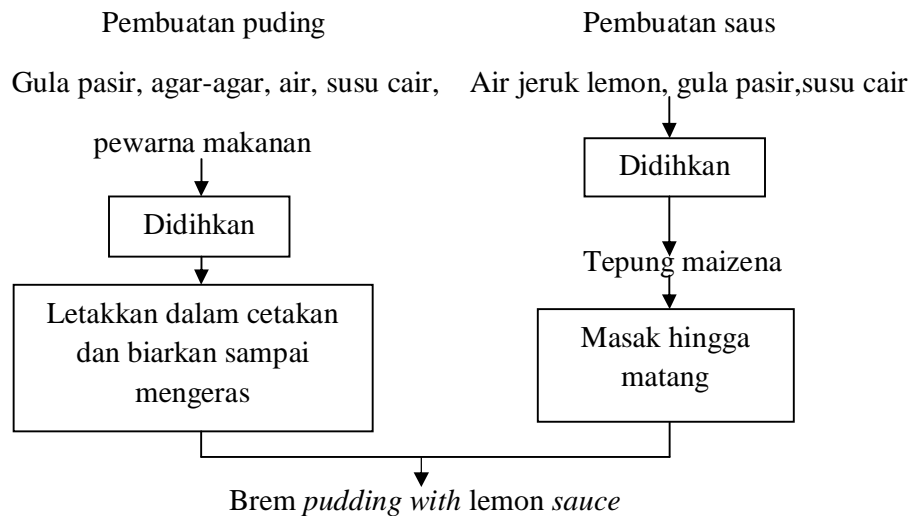 Pembuatan puding
Gula pasir, agar-agar, air, susu cair,
pewarna makanan
Didihkan
Letakkan dalam cetakan
dan biarkan sampai
mengeras
Pembuatan saus
Air jeruk lemon, gula pasir,susu cair
Didihkan
Tepung maizena
Masak hingga
matang
Brem pudding with lemon sauce